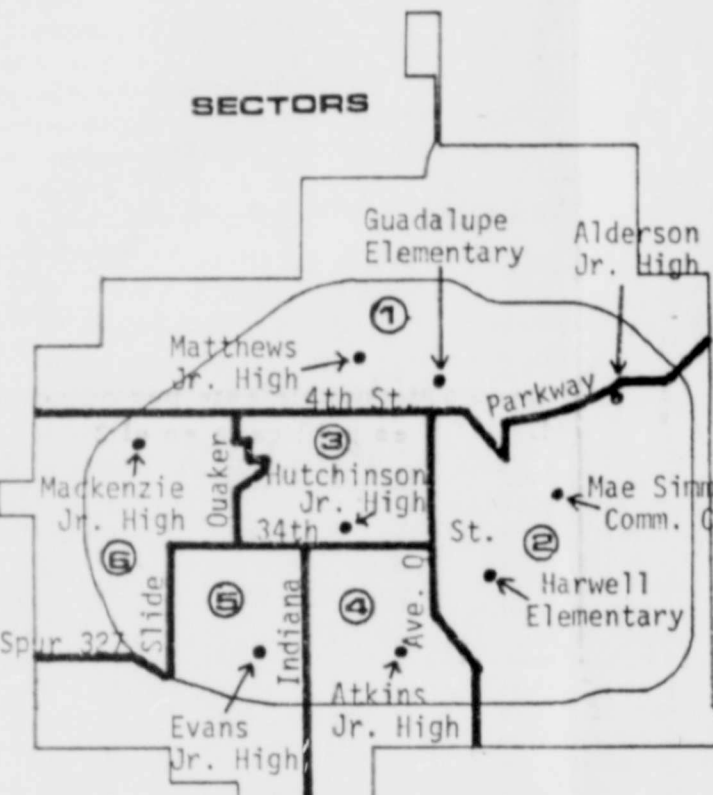 SECTORS
Guadalupe
Elementary
Alderson
Jr. High
1
Matthews
Jr. High
4th St.
Parkway
3
Quaker
Hutchinson
Jr. High
Mackenzie
Jr. High
34th St.
Mae
Comm.
2
6
Slide
5
Indiana
4
Ave. Q
Harwell
Elementary
Spur 327
Evans
Jr. High
Atkins
Jr. High